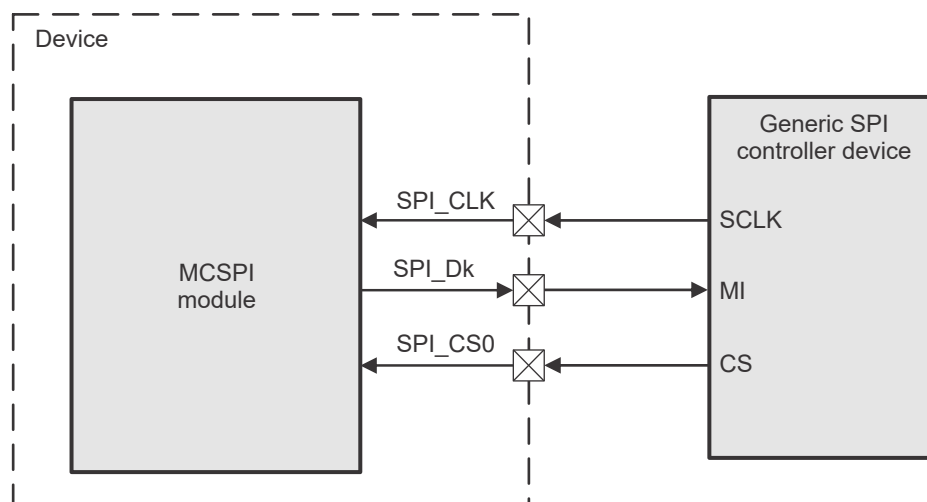 Device
Generic SPI
controller device
SPI_CLK
SCLK
MCSPI
module
SPI_Dk
MI
SPI_CS0
CS